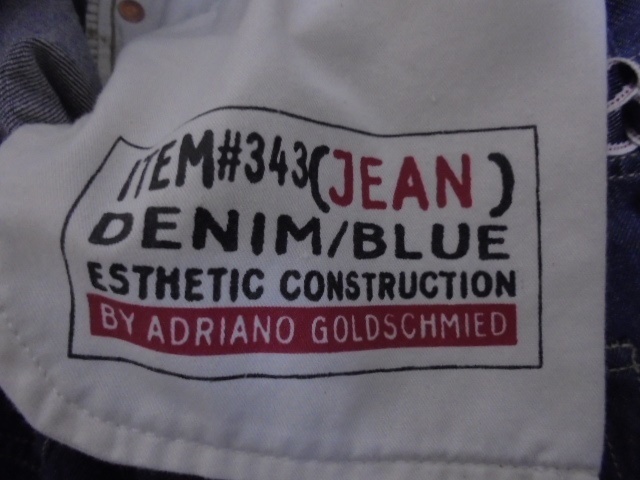 ITEM#343(JEAN)
DENIM/BLUE
ESTHETIC CONSTRUCTION
BY ADRIANO GOLDSCHMIED